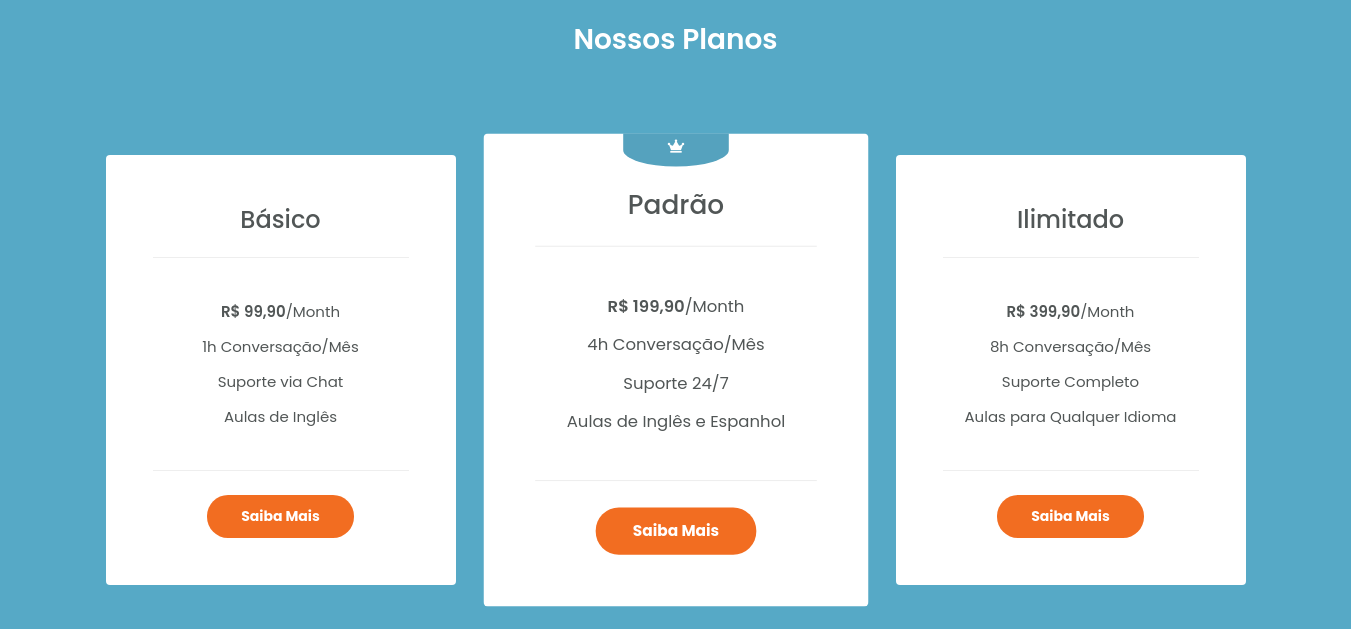 Nossos Planos
Básico
R$ 99,90/Month
1h Conversação/Mês
Suporte via Chat
Aulas de Inglês
Saiba Mais
Padrão
R$ 199,90/Month
4h Conversação/Mês
Suporte 24/7
Aulas de Inglês e Espanhol
Saiba Mais
Ilimitado
R$ 399,90/Month
8h Conversação/Mês
Suporte Completo
Aulas para Qualquer Idioma
Saiba Mais